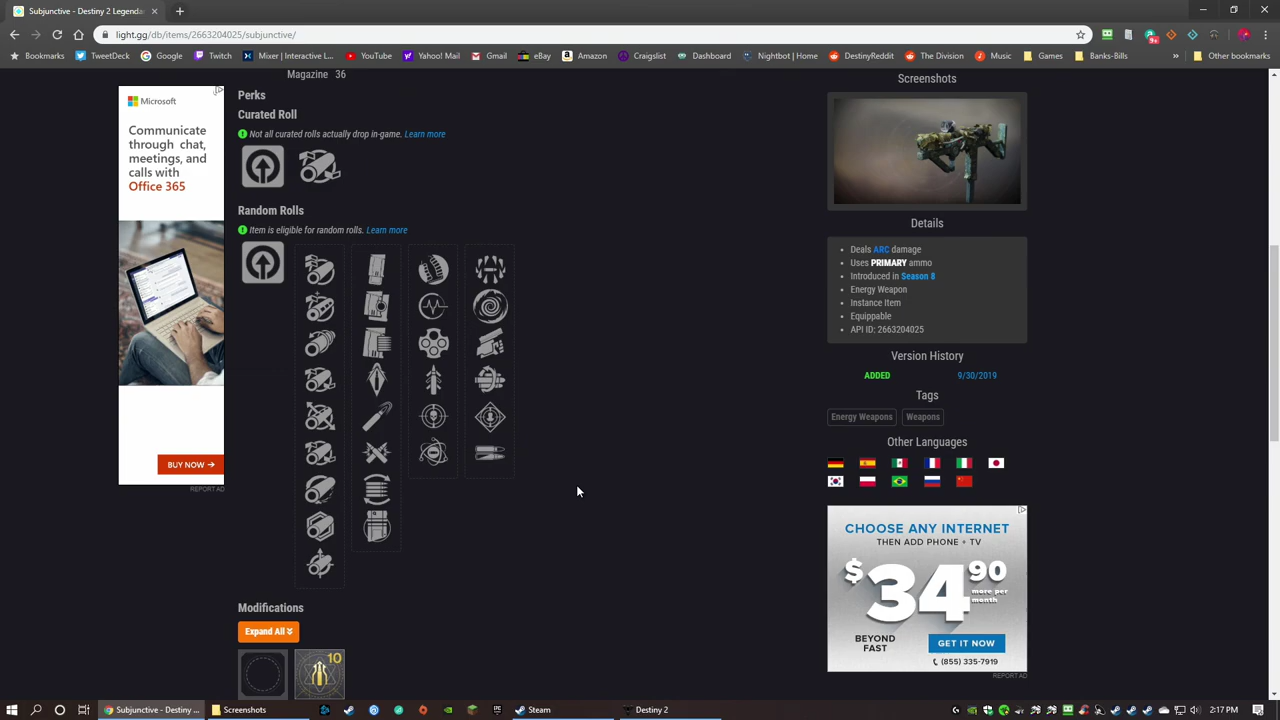 Subjunctive - Destiny 2 Legend
light.gg/db/items/2663204025/subjunctive/
9+
Bookmarks
TweetDeck
Google
Mixer | Interactive L...
YouTube
Yahoo! Mail
Gmail
eBay
Amazon
Craigslist
Dashboard
Nightbot | Home
DestinyReddit
The Division
Music
Games
Banks-Bills
»
Other bookmarks
Magazine 36
Microsoft
Communicate
through chat,
meetings, and
calls with
Office 365
BUY NOW →
REPORT AD
Perks
Curated Roll
Not all curated rolls actually drop in-game. Learn more
Random Rolls
Item is eligible for random rolls. Learn more
Modifications
Expand All
10
Screenshots
Details
Deals ARC damage
Uses PRIMARY ammo
Introduced in Season 8
Energy Weapon
Instance Item
Equippable
API ID: 2663204025
Version History
ADDED 9/30/2019
Tags
Energy Weapons Weapons
Other Languages
CHOOSE ANY INTERNET
THEN ADD PHONE + TV
$34.90
more per
month
BEYOND
FAST
GET IT NOW
(855) 335-7919
REPORT AD
Subjunctive - Destiny ...
Screenshots
Steam
Destiny 2
2:17 PM